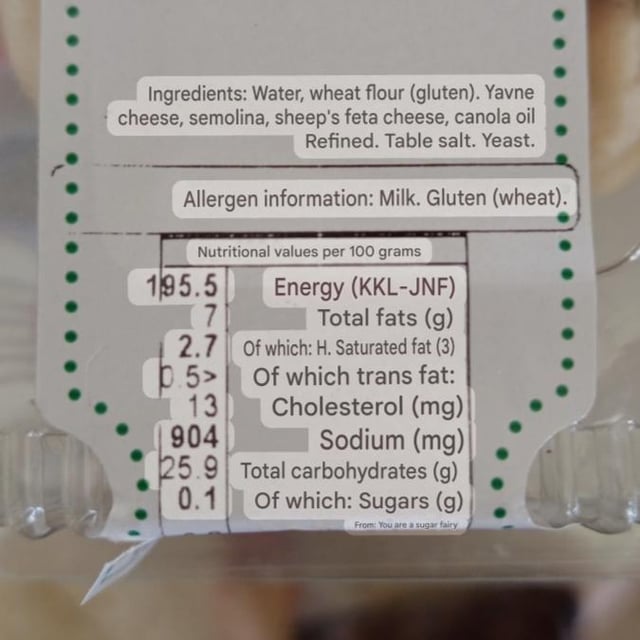 Ingredients: Water, wheat flour (gluten). Yavne
cheese, semolina, sheep's feta cheese, canola oil
Refined. Table salt. Yeast.
Allergen information: Milk. Gluten (wheat).
Nutritional values per 100 grams
195.5 Energy (KKL-JNF)
7 Total fats (g)
2.7 Of which: H. Saturated fat (3)
0.5> Of which trans fat:
13 Cholesterol (mg)
904 Sodium (mg)
25.9 Total carbohydrates (g)
0.1 Of which: Sugars (g)
From: You are a sugar fairy